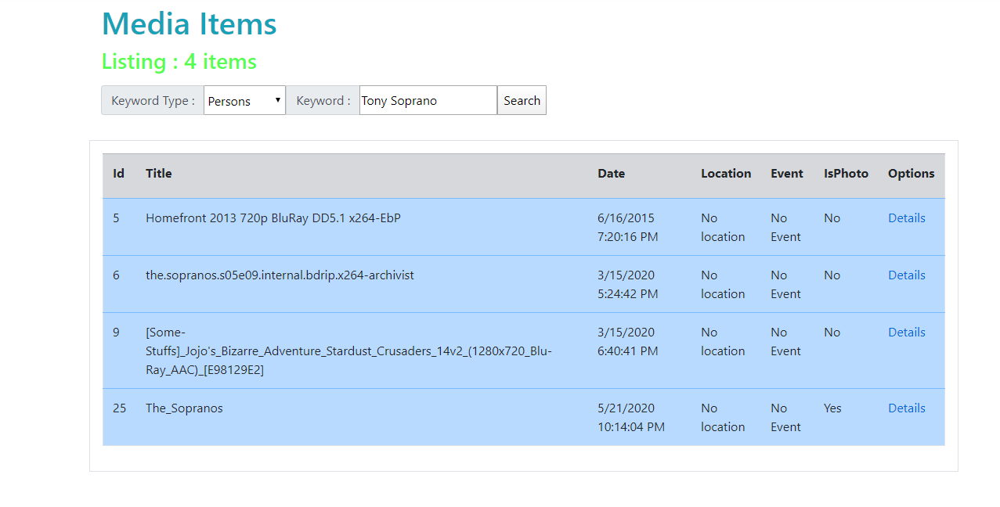 Media Items
Listing : 4 items
Keyword Type : Persons Keyword : Tony Soprano Search
Id Title Date Location Event IsPhoto Options
5 Homefront 2013 720p BluRay DD5.1 x264-EbP 6/16/2015 No No No Details
7:20:16 PM location Event
6 the.sopranos.s05e09.internal.bdrip.x264-archivist 3/15/2020 No No No Details
5:24:42 PM location Event
9 [Some- 3/15/2020 No No No Details
Stuffs]_Jojo's_Bizarre_Adventure_Stardust_Crusaders_14v2_(1280x720_Blu- 6:40:41 PM location Event
Ray_AAC)_[E98129E2]
25 The_Sopranos 5/21/2020 No No Yes Details
10:14:04 PM location Event